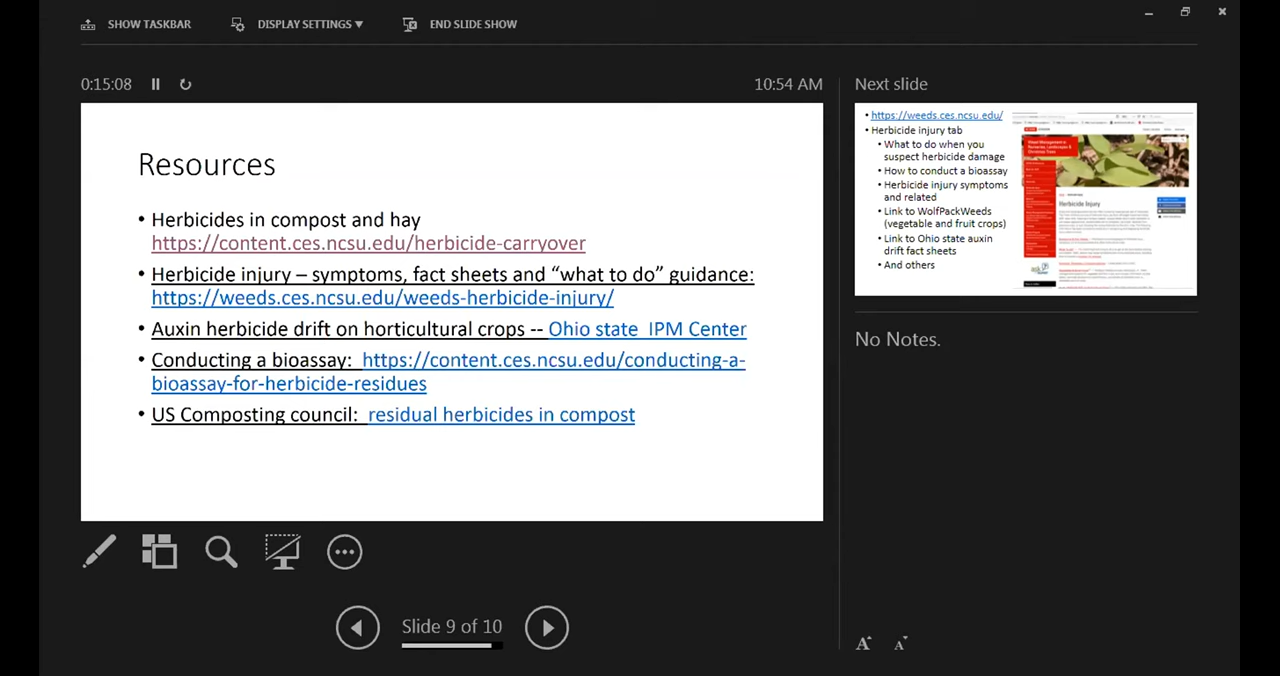 SHOW TASKBAR
DISPLAY SETTINGS ▼
END SLIDE SHOW
0:15:08
10:54 AM
Resources
• Herbicides in compost and hay
https://content.ces.ncsu.edu/herbicide-carryover
• Herbicide injury – symptoms, fct sheets and “what to do” guidance:
https://weeds.ces.ncsu.edu/weeds-herbicide-injury/
• Auxin herbicide drift on horticultural crops -- Ohio state IPM Center
• Conducting a bioassay: https://content.ces.ncsu.edu/conducting-a-
bioassay-for-herbicide-residues
• US Composting council: residual herbicides in compost
Slide 9 of 10
Next slide
• https://weeds.ces.ncsu.edu/
• Herbicide injury tab
• What to do when you
suspect herbicide damage
• How to conduct a bioassay
• Herbicide injury symptoms
and related
• Link to WolfPackWeeds
(vegetable and fruit crops)
• Link to Ohio state auxin
drift fact sheets
• And others
Herbicide Injury
No Notes.
A A